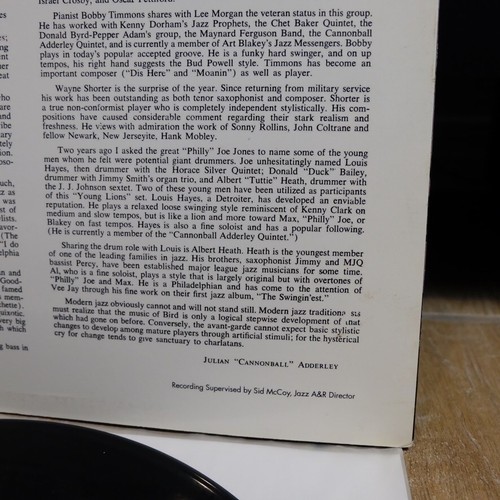 Israel Crosby, and Oscar Pettiford.
Pianist Bobby Timmons shares with Lee Morgan the veteran status in this group.
He has worked with Kenny Dorham's Jazz Prophets, the Chet Baker Quintet, the
Donald Byrd-Pepper Adam's group, the Maynard Ferguson Band, the Cannonball
Adderley Quintet, and is currently a member of Art Blakey's Jazz Messengers. Bobby
plays in today's popular accepted groove. He is a funky hard swinger, and on up
tempos, his right hand suggests the Bud Powell style. Timmons has become an
important composer ("Dis Here" and "Moanin") as well as player.
Wayne Shorter is the surprise of the year. Since returning from military service
his work has been outstanding as both tenor saxophonist and composer. Shorter is
a true non-conformist player who is completely independent stylistically. His com-
positions have caused considerable comment regarding their stark realism and
freshness. He views with admiration the work of Sonny Rollins, John Coltrane and
fellow Newark, New Jerseyite, Hank Mobley.
Two years ago I asked the great "Philly" Joe Jones to name some of the young
men whom he felt were potential giant drummers. Joe unhesitatingly named Louis
Hayes, then drummer with the Horace Silver Quintet; Donald "Duck" Bailey,
drummer with Jimmy Smith's organ trio, and Albert "Tuttie" Heath, drummer with
the J. J. Johnson sextet. Two of these young men have been utilized as participants
of this "Young Lions" set. Louis Hayes, a Detroiter, has developed an enviable
reputation. He plays a relaxed loose swinging style reminiscent of Kenny Clark on
medium and slow tempos, but is like a lion and more toward Max, "Philly" Joe, or
Blakey on fast tempos. Hayes is also a fine soloist and has a popular following.
(He is currently a member of the "Cannonball Adderley Quintet.")
Sharing the drum role with Louis is Albert Heath. Heath is the youngest member
of one of the leading families in jazz. His brothers, saxophonist Jimmy and MJQ
bassist Percy, have been established major league jazz musicians for some time.
Al, who is a fine soloist, plays a style that is largely original but with overtones of
"Philly" Joe and Max. He is a Philadelphian and has come to the attention of
Vee Jay through his fine work on their first jazz album, "The Swingin'est."
Modern jazz obviously cannot and will not stand still. Modern jazz
must realize that the music of Bird is only a logical stepwise development of that
which had gone on before. Conversely, the avant-garde cannot expect basic stylistic
changes to develop among mature players through artificial stimuli; for the hysterical
cry for change tends to give sanctuary to charlatans.
JULIAN "CANNONBALL" ADDERLEY
Recording Supervised by Sid McCoy, Jazz A&R Director